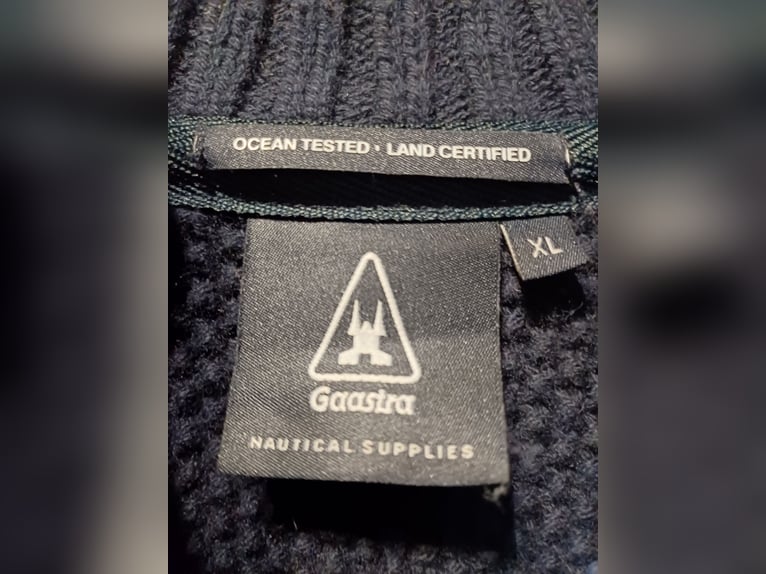 OCEAN TESTED • LAND CERTIFIED
XL
Gaastra
NAUTICAL SUPPLIES